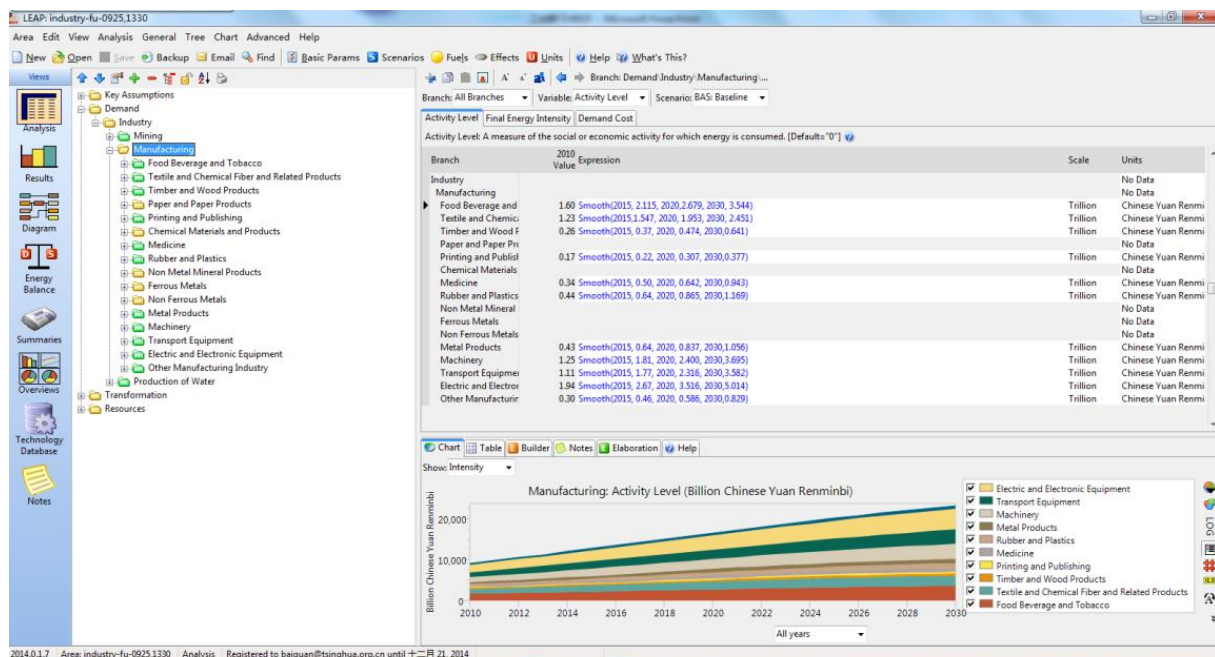 LEAP: industry-fu-0925,1330
Area Edit View Analysis General Tree Chart Advanced Help
New Open Save Backup Email Find Basic Params Scenarios Fuels Effects Units Help What's This?
Views
Analysis
Results
Diagram
Energy Balance
Summaries
Overviews
Technology Database
Notes
Key Assumptions
Demand
Industry
Mining
Manufacturing
Food Beverage and Tobacco
Textile and Chemical Fiber and Related Products
Timber and Wood Products
Paper and Paper Products
Printing and Publishing
Chemical Materials and Products
Medicine
Rubber and Plastics
Non Metal Mineral Products
Ferrous Metals
Non Ferrous Metals
Metal Products
Machinery
Transport Equipment
Electric and Electronic Equipment
Other Manufacturing Industry
Production of Water
Transformation
Resources
Branch: Demand\Industry\Manufacturing\...
Branch: All Branches Variable: Activity Level Scenario: BAS: Baseline
Activity Level Final Energy Intensity Demand Cost
Activity Level: A measure of the social or economic activity for which energy is consumed. [Default="0"]
Branch 2010 Value Expression Scale Units
Industry No Data
Manufacturing No Data
Food Beverage and 1.60 Smooth(2015, 2.115, 2020,2.679, 2030, 3.544) Trillion Chinese Yuan Renmi
Textile and Chemic 1.23 Smooth(2015,1.547, 2020, 1.953, 2030, 2.451) Trillion Chinese Yuan Renmi
Timber and Wood P 0.26 Smooth(2015, 0.37, 2020, 0.474, 2030,0.641) Trillion Chinese Yuan Renmi
Paper and Paper Pro No Data
Printing and Publish 0.17 Smooth(2015, 0.22, 2020, 0.307, 2030,0.377) Trillion Chinese Yuan Renmi
Chemical Materials No Data
Medicine 0.34 Smooth(2015, 0.50, 2020, 0.642, 2030,0.943) Trillion Chinese Yuan Renmi
Rubber and Plastics 0.44 Smooth(2015, 0.64, 2020, 0.865, 2030,1.169) Trillion Chinese Yuan Renmi
Non Metal Mineral No Data
Ferrous Metals No Data
Non Ferrous Metals No Data
Metal Products 0.43 Smooth(2015, 0.64, 2020, 0.837, 2030,1.056) Trillion Chinese Yuan Renmi
Machinery 1.25 Smooth(2015, 1.81, 2020, 2.400, 2030,3.695) Trillion Chinese Yuan Renmi
Transport Equipme 1.11 Smooth(2015, 1.77, 2020, 2.316, 2030,3.582) Trillion Chinese Yuan Renmi
Electric and Electror 1.94 Smooth(2015, 2.67, 2020, 3.516, 2030,5.014) Trillion Chinese Yuan Renmi
Other Manufacturir 0.30 Smooth(2015, 0.46, 2020, 0.586, 2030,0.829) Trillion Chinese Yuan Renmi
Chart Table Builder Notes Elaboration Help
Show: Intensity
Manufacturing: Activity Level (Billion Chinese Yuan Renminbi)
Billion Chinese Yuan Renminbi
20,000
10,000
0
2010 2012 2014 2016 2018 2020 2022 2024 2026 2028 2030
All years
Electric and Electronic Equipment
Transport Equipment
Machinery
Metal Products
Rubber and Plastics
Medicine
Printing and Publishing
Timber and Wood Products
Textile and Chemical Fiber and Related Products
Food Beverage and Tobacco
LOG
2014.0.1.7 Area: industry-fu-0925,1330 Analysis Registered to baiquan@tsinghua.org.cn until 十二月 21, 2014